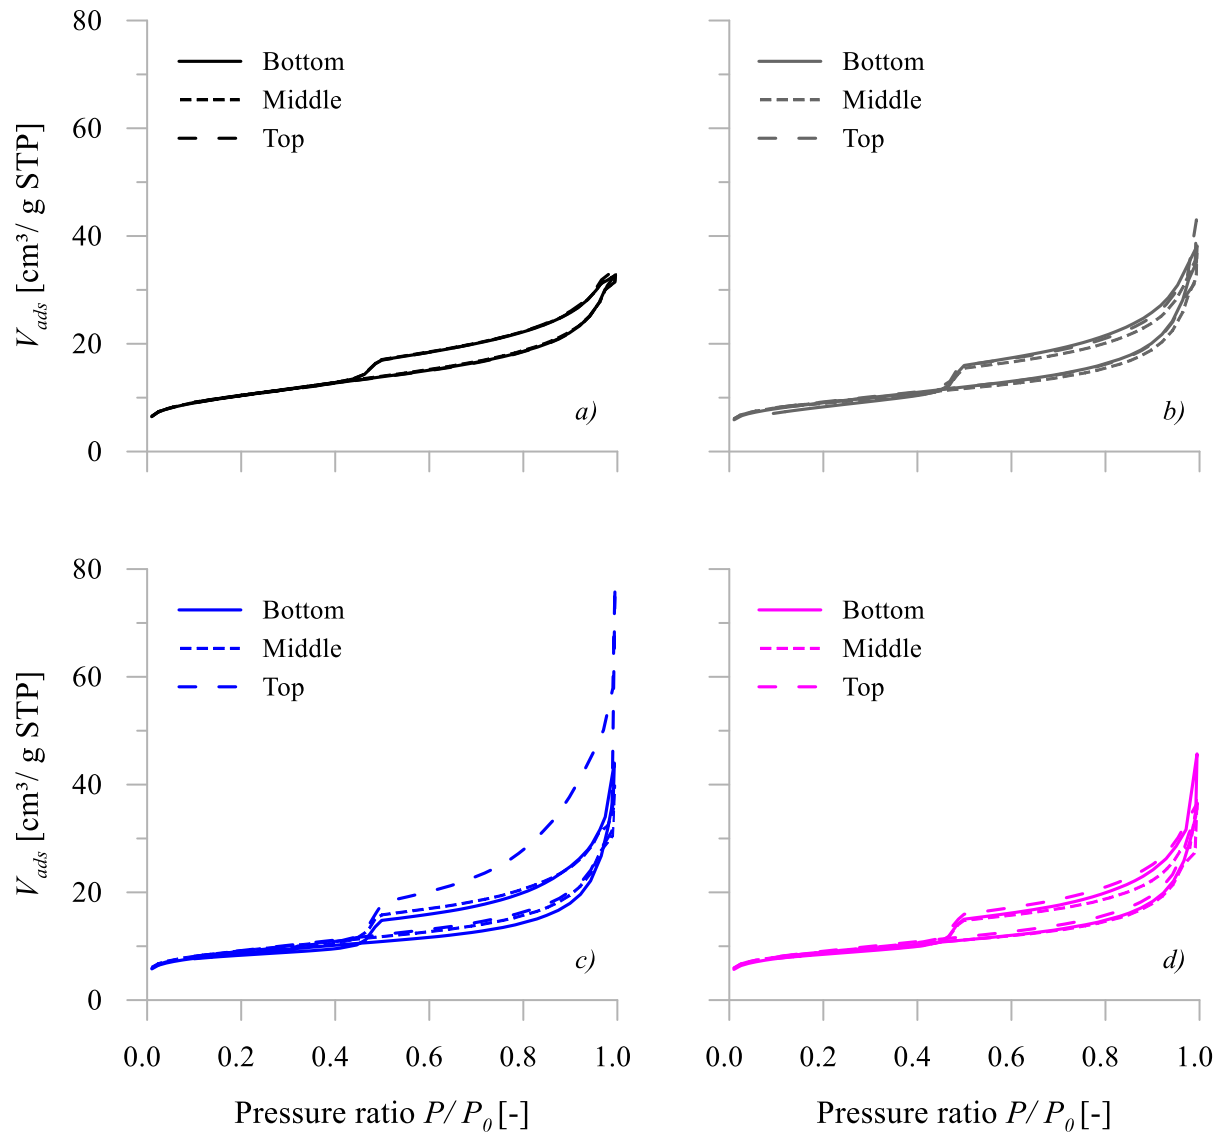 80
60
40
20
0
V_ads [cm³/ g STP]
Bottom
Middle
Top
a)
Bottom
Middle
Top
b)
80
60
40
20
0
V_ads [cm³/ g STP]
Bottom
Middle
Top
c)
0.0 0.2 0.4 0.6 0.8 1.0
Pressure ratio P/ P_0 [-]
Bottom
Middle
Top
d)
0.0 0.2 0.4 0.6 0.8 1.0
Pressure ratio P/ P_0 [-]